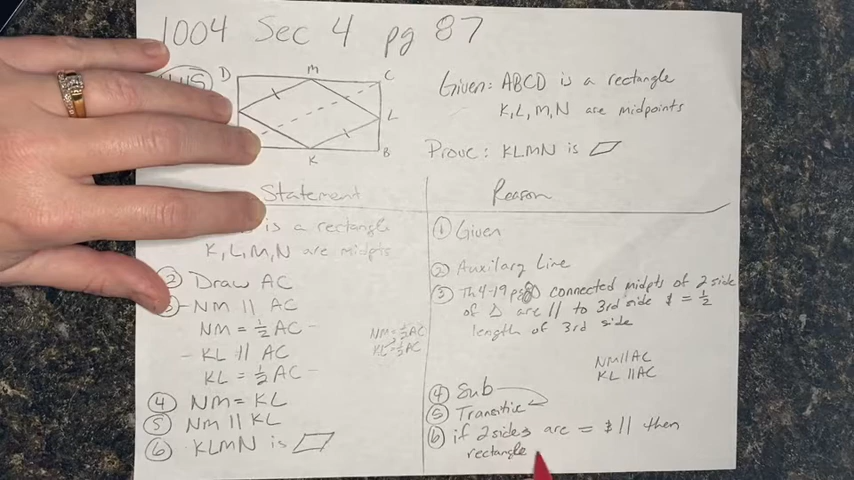 1004 Sec 4 pg 87
D M C
L
K B
Given: ABCD is a rectangle
K, L, M, N are midpoints
Prove: KLMN is ▱
Statement Reason
is a rectangle
K, L, M, N are midpts
① Given
② Draw AC
② Auxilary Line
③ NM || AC
NM = ½ AC
KL || AC
KL = ½ AC
NM = ½ AC
KL = ½ AC
③ Th 4-19 connected midpts of 2 side
of △ are || to 3rd side & = ½
length of 3rd side
NM || AC
KL || AC
④ NM = KL
④ Sub
⑤ NM || KL
⑤ Transitive
⑥ KLMN is ▱
⑥ if 2 sides are = & || then
rectangle